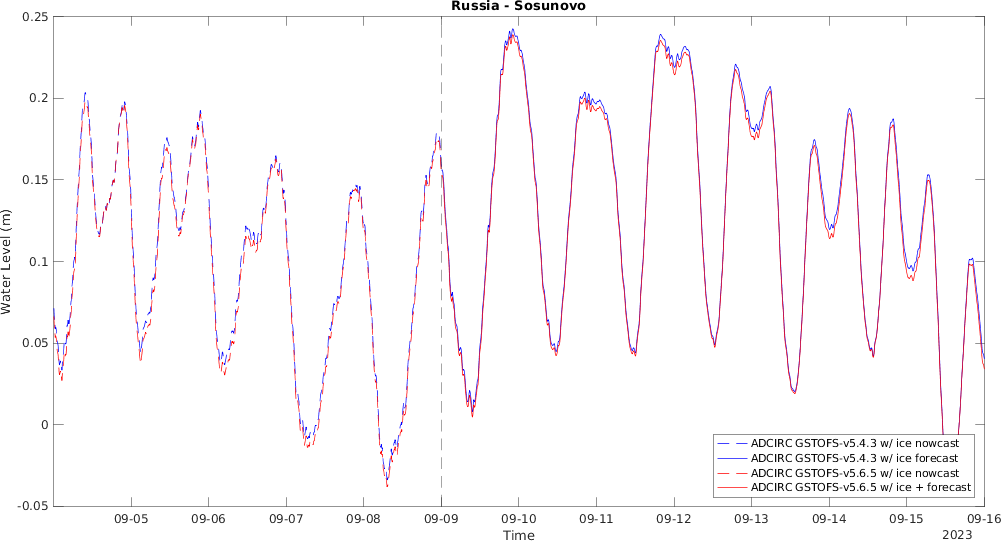 Russia - Sosunovo
0.25
0.2
0.15
0.1
0.05
0
-0.05
Water Level (m)
ADCIRC GSTOFS-v5.4.3 w/ ice nowcast
ADCIRC GSTOFS-v5.4.3 w/ ice forecast
ADCIRC GSTOFS-v5.6.5 w/ ice nowcast
ADCIRC GSTOFS-v5.6.5 w/ ice + forecast
09-05 09-06 09-07 09-08 09-09 09-10 09-11 09-12 09-13 09-14 09-15 09-16
Time
2023